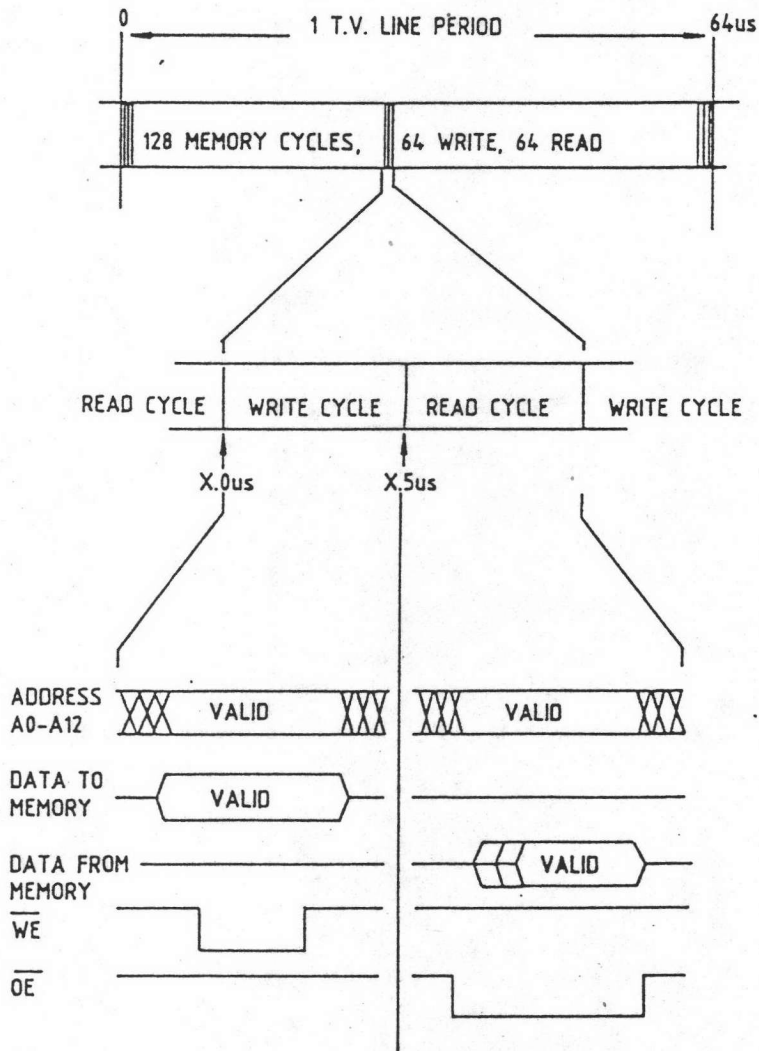 0
1 T.V. LINE PERIOD
64us
128 MEMORY CYCLES,
64 WRITE, 64 READ
READ CYCLE
WRITE CYCLE
READ CYCLE
WRITE CYCLE
X.0us
X.5us
ADDRESS
A0-A12
VALID
VALID
DATA TO
MEMORY
VALID
DATA FROM
MEMORY
VALID
WE
OE